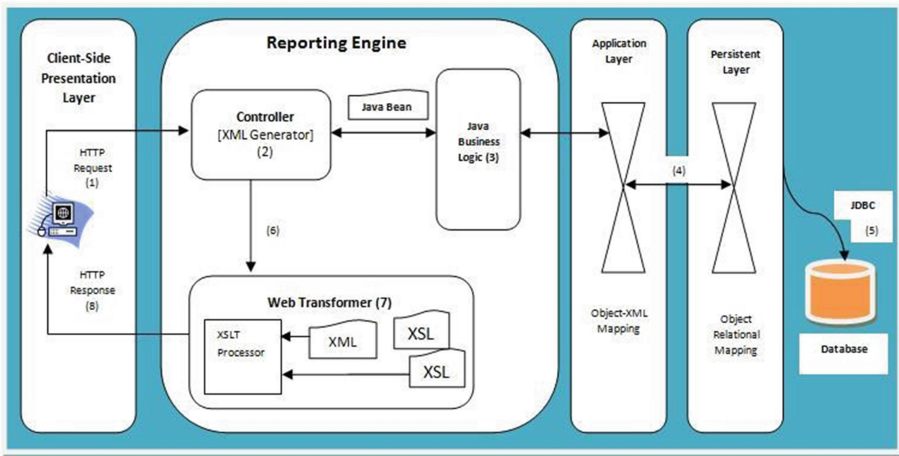 Client-Side
Presentation
Layer
HTTP
Request
(1)
HTTP
Response
(8)
Reporting Engine
Controller
[XML Generator]
(2)
Java Bean
Java
Business
Logic (3)
(6)
Web Transformer (7)
XSLT
Processor
XML
XSL
XSL
Application
Layer
(4)
Object-XML
Mapping
Persistent
Layer
Object
Relational
Mapping
JDBC
(5)
Database